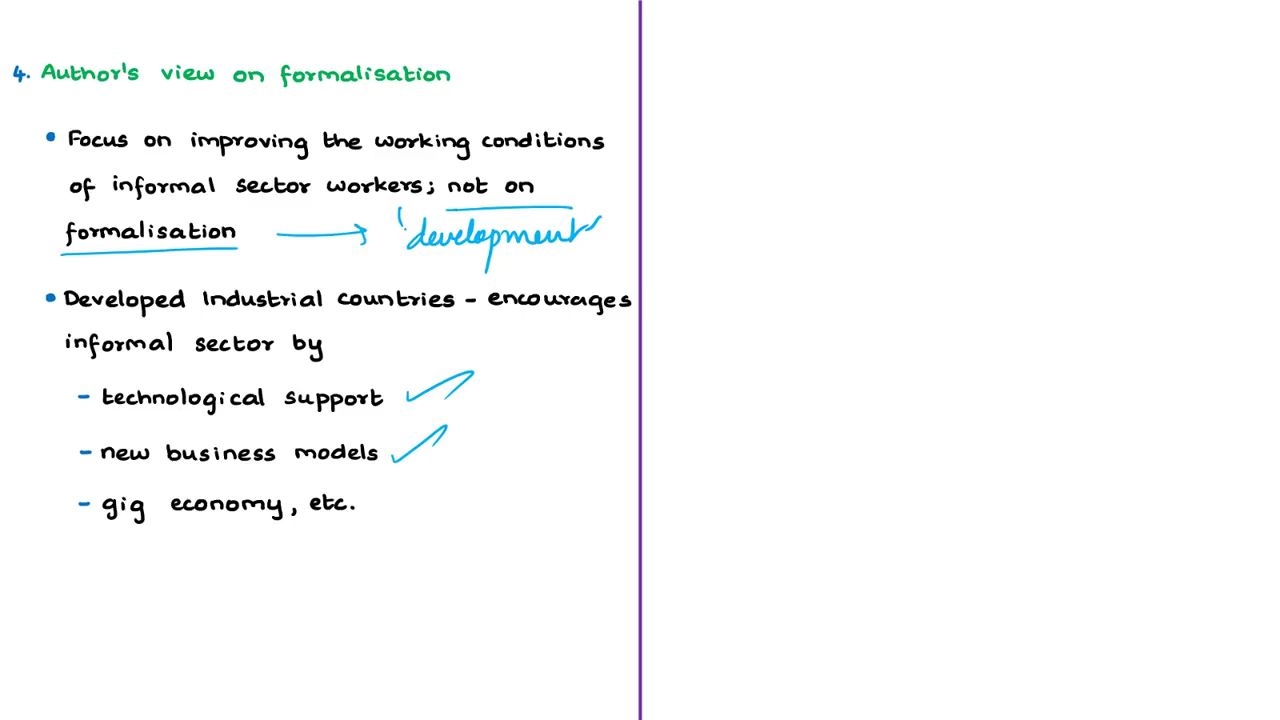 4. Author's view on formalisation
• Focus on improving the working conditions
of informal sector workers; not on
formalisation → 'development'
• Developed Industrial countries - encourages
informal sector by
- technological support ✓
- new business models ✓
- gig economy, etc.